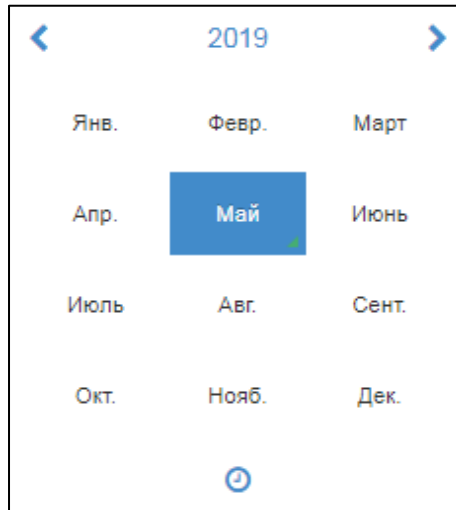 2019
Янв. Февр. Март
Апр. Май Июнь
Июль Авг. Сент.
Окт. Нояб. Дек.